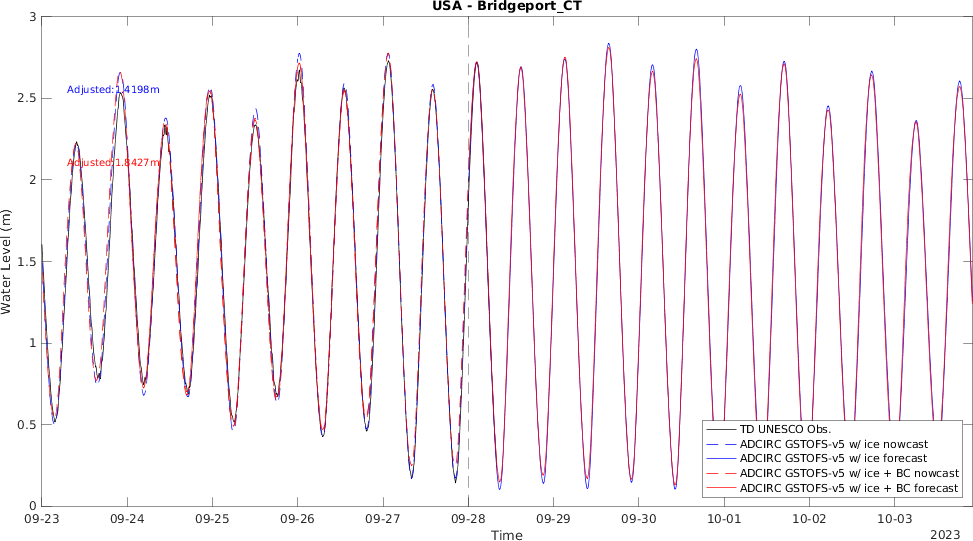 USA - Bridgeport_CT
3
2.5
2
1.5
1
0.5
0
Water Level (m)
Adjusted:1.4198m
Adjusted:1.8427m
TD UNESCO Obs.
ADCIRC GSTOFS-v5 w/ ice nowcast
ADCIRC GSTOFS-v5 w/ ice forecast
ADCIRC GSTOFS-v5 w/ ice + BC nowcast
ADCIRC GSTOFS-v5 w/ ice + BC forecast
09-23 09-24 09-25 09-26 09-27 09-28 09-29 09-30 10-01 10-02 10-03
Time
2023